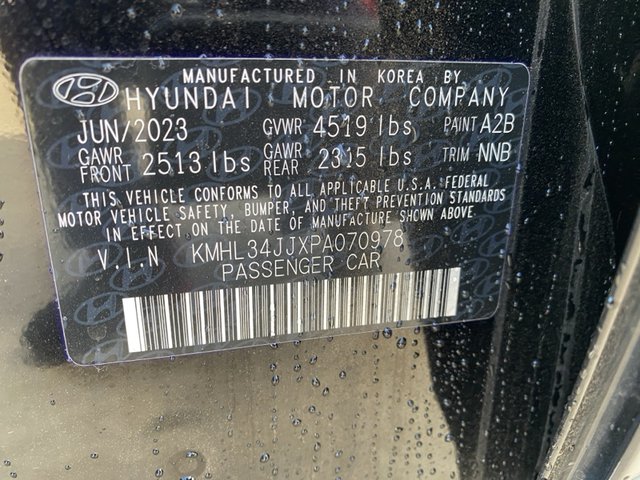 MANUFACTURED IN KOREA BY
HYUNDAI MOTOR COMPANY
JUN/2023 GVWR 4519 lbs PAINT A2B
GAWR FRONT 2513 lbs GAWR REAR 2315 lbs TRIM NNB
THIS VEHICLE CONFORMS TO ALL APPLICABLE U.S.A. FEDERAL
MOTOR VEHICLE SAFETY, BUMPER, AND THEFT PREVENTION STANDARDS
IN EFFECT ON THE DATE OF MANUFACTURE SHOWN ABOVE.
V.I.N KMHL34JJXPA070978
PASSENGER CAR